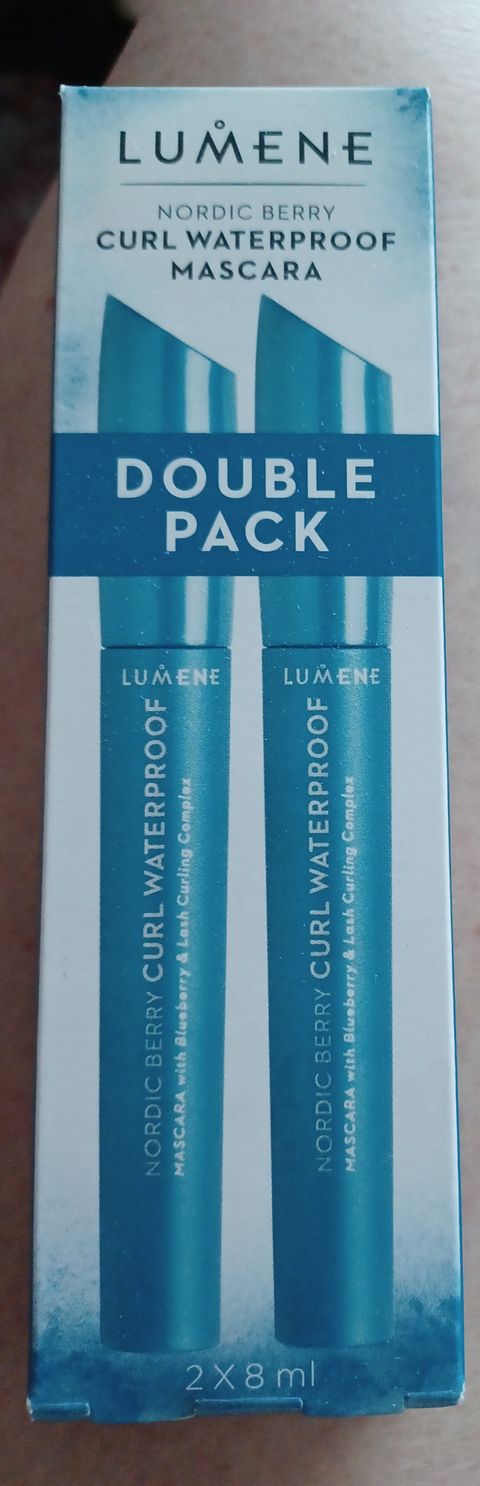 LUMENE
NORDIC BERRY
CURL WATERPROOF
MASCARA
DOUBLE
PACK
LUMENE
NORDIC BERRY CURL WATERPROOF
MASCARA with Blueberry & Lash Curling Complex
LUMENE
NORDIC BERRY CURL WATERPROOF
MASCARA with Blueberry & Lash Curling Complex
2 X 8 ml